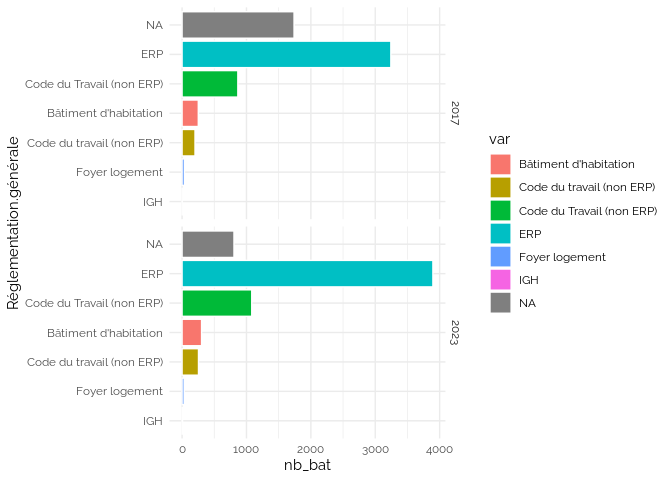 NA
ERP
Code du Travail (non ERP)
Bâtiment d'habitation
Code du travail (non ERP)
Foyer logement
IGH
2017
NA
ERP
Code du Travail (non ERP)
Bâtiment d'habitation
Code du travail (non ERP)
Foyer logement
IGH
2023
0 1000 2000 3000 4000
nb_bat
Réglementation.générale
var
Bâtiment d'habitation
Code du travail (non ERP)
Code du Travail (non ERP)
ERP
Foyer logement
IGH
NA